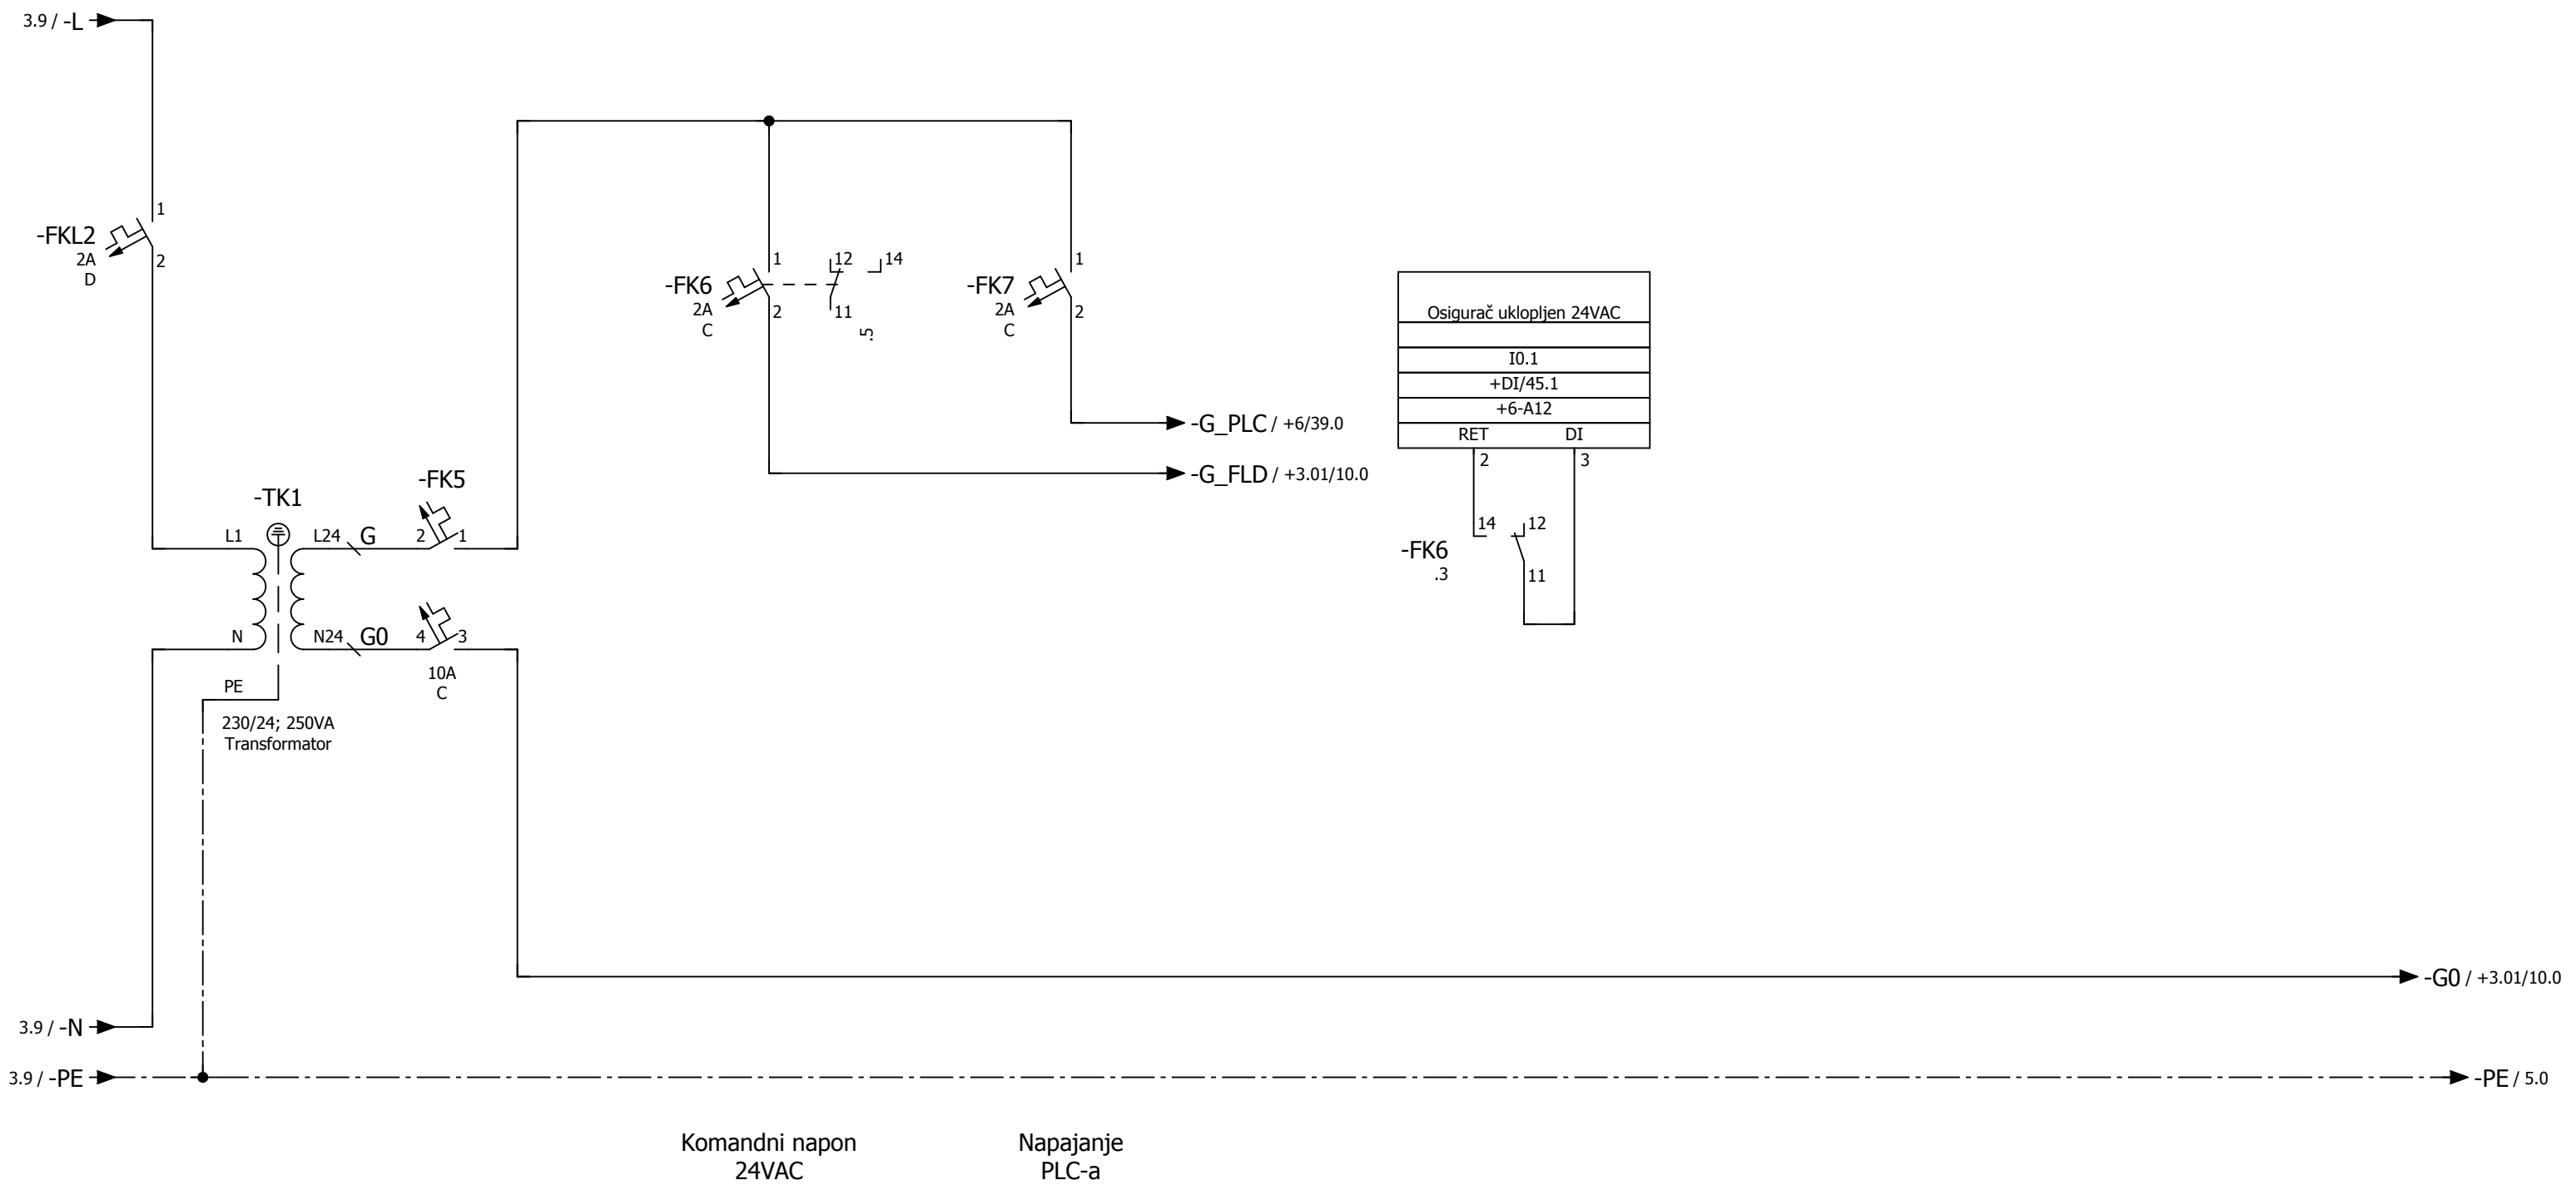 3.9 / -L
1
-FKL2
2A
D
2
1
-FK6
2A
C
2
12
14
11
.5
1
-FK7
2A
C
2
Osigurač uklopljen 24VAC
I0.1
+DI/45.1
+6-A12
RET DI
2 3
-G_PLC / +6/39.0
-G_FLD / +3.01/10.0
-FK5
-TK1
L1 L24 G 2 1
14 12
-FK6
.3
11
N N24 G0 4 3
10A
C
PE
230/24; 250VA
Transformator
-G0 / +3.01/10.0
3.9 / -N
3.9 / -PE
-PE / 5.0
Komandni napon
24VAC
Napajanje
PLC-a